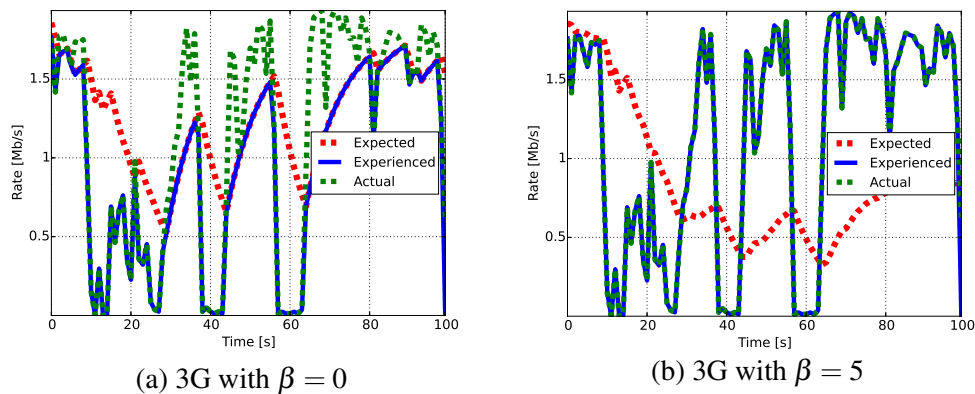 Rate [Mb/s]
1.5
1
0.5
Expected
Experienced
Actual
0 20 40 60 80 100
Time [s]
(a) 3G with β = 0
Rate [Mb/s]
1.5
1
0.5
Expected
Experienced
Actual
0 20 40 60 80 100
Time [s]
(b) 3G with β = 5